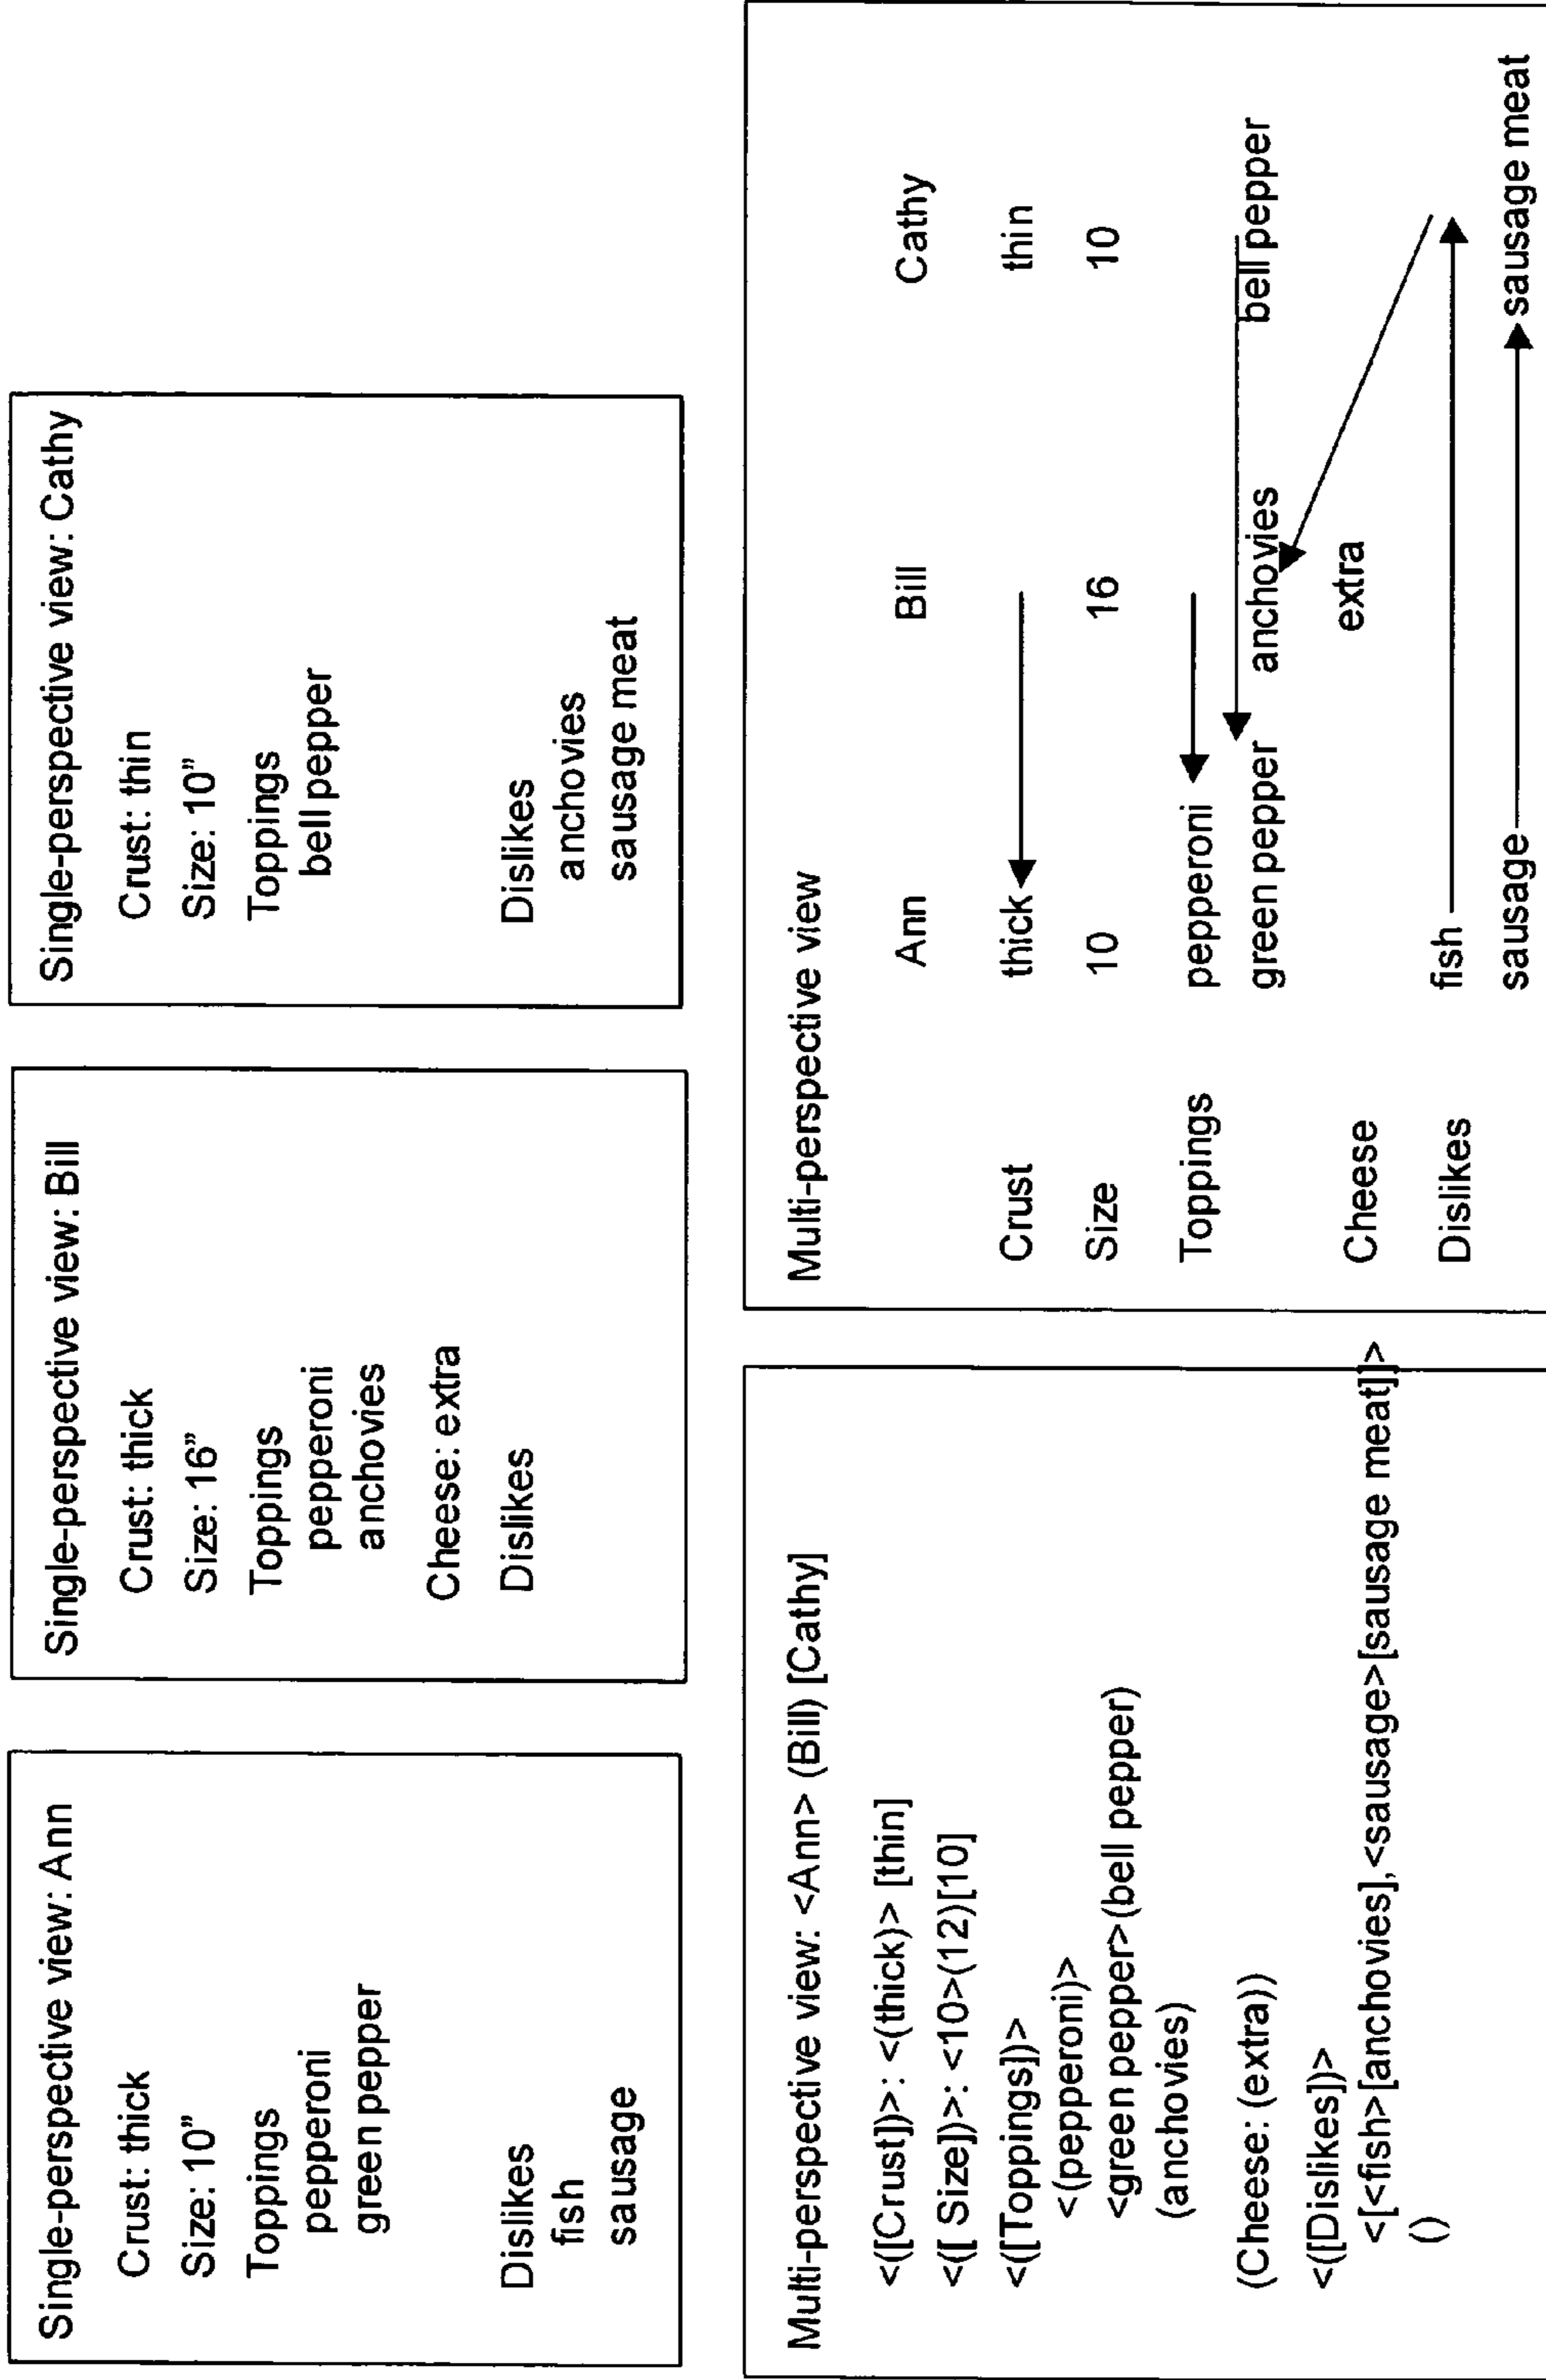 Single-perspective view: Ann
Crust: thick
Size: 10”
Toppings
pepperoni
green pepper
Dislikes
fish
sausage
Single-perspective view: Bill
Crust: thick
Size: 16”
Toppings
pepperoni
anchovies
Cheese: extra
Dislikes
Single-perspective view: Cathy
Crust: thin
Size: 10”
Toppings
bell pepper
Dislikes
anchovies
sausage meat
Multi-perspective view: <Ann> (Bill) [Cathy]
<([Crust])>: <(thick)> [thin]
<([ Size])>: <10>(12)[10]
<([Toppings])>
<(pepperoni)>
<green pepper>(bell pepper)
(anchovies)
(Cheese: (extra))
<([Dislikes])>
<[<fish>[anchovies],<sausage>[sausage meat]]>
()
Multi-perspective view
Ann Bill Cathy
Crust thick thin
Size 10 16 10
Toppings pepperoni
green pepper anchovies bell pepper
Cheese extra
Dislikes fish
sausage sausage meat